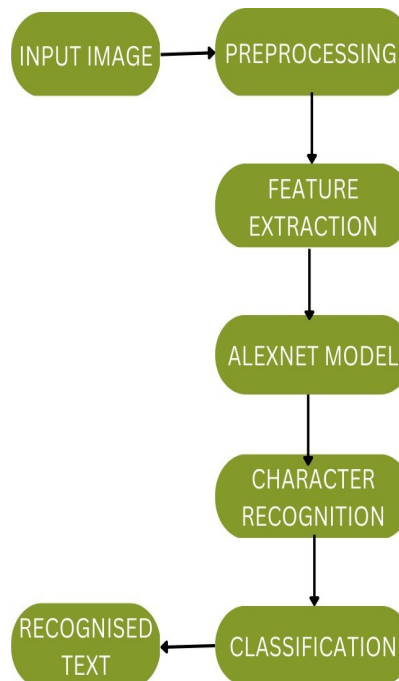 INPUT IMAGE
PREPROCESSING
FEATURE
EXTRACTION
ALEXNET MODEL
CHARACTER
RECOGNITION
CLASSIFICATION
RECOGNISED
TEXT